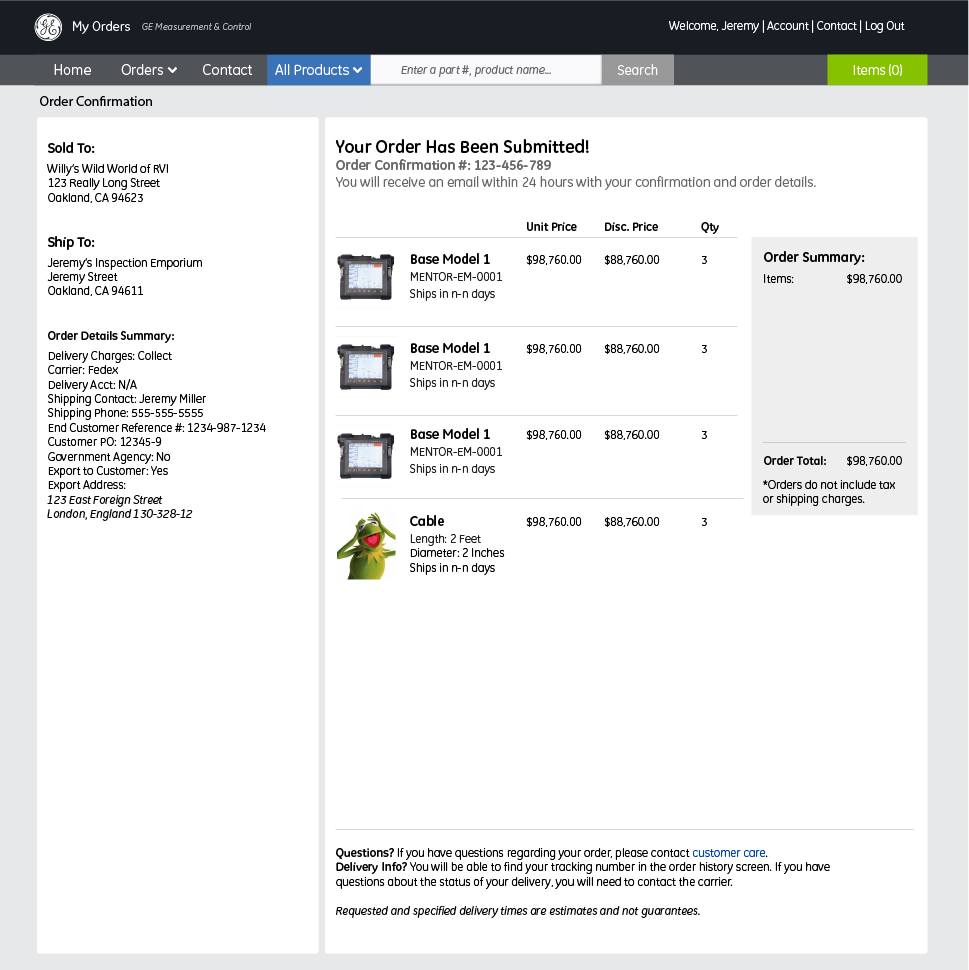 My Orders GE Measurement & Control Welcome, Jeremy | Account | Contact | Log Out
Home Orders Contact All Products Enter a part #, product name... Search Items (0)
Order Confirmation
Sold To:
Willy's Wild World of RVI
123 Really Long Street
Oakland, CA 94623
Ship To:
Jeremy's Inspection Emporium
Jeremy Street
Oakland, CA 94611
Order Details Summary:
Delivery Charges: Collect
Carrier: Fedex
Delivery Acct: N/A
Shipping Contact: Jeremy Miller
Shipping Phone: 555-555-5555
End Customer Reference #: 1234-987-1234
Customer PO: 12345-9
Government Agency: No
Export to Customer: Yes
Export Address:
123 East Foreign Street
London, England 130-328-12
Your Order Has Been Submitted!
Order Confirmation #: 123-456-789
You will receive an email within 24 hours with your confirmation and order details.
Unit Price Disc. Price Qty
Base Model 1 $98,760.00 $88,760.00 3
MENTOR-EM-0001
Ships in n-n days
Base Model 1 $98,760.00 $88,760.00 3
MENTOR-EM-0001
Ships in n-n days
Base Model 1 $98,760.00 $88,760.00 3
MENTOR-EM-0001
Ships in n-n days
Cable $98,760.00 $88,760.00 3
Length: 2 Feet
Diameter: 2 Inches
Ships in n-n days
Order Summary:
Items: $98,760.00
Order Total: $98,760.00
*Orders do not include tax
or shipping charges.
Questions? If you have questions regarding your order, please contact customer care.
Delivery Info? You will be able to find your tracking number in the order history screen. If you have
questions about the status of your delivery, you will need to contact the carrier.
Requested and specified delivery times are estimates and not guarantees.